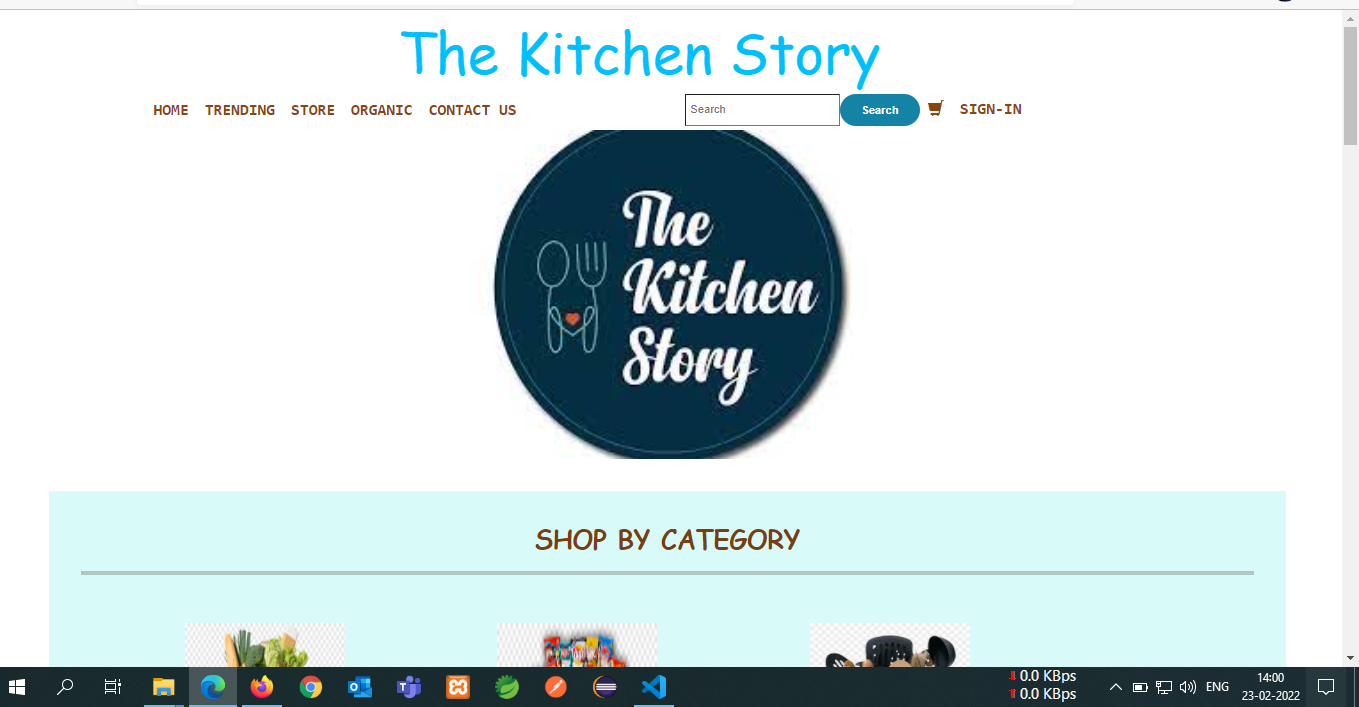 The Kitchen Story
HOME TRENDING STORE ORGANIC CONTACT US
Search Search SIGN-IN
The
Kitchen
Story
SHOP BY CATEGORY
0.0 KBps
0.0 KBps
ENG
14:00
23-02-2022